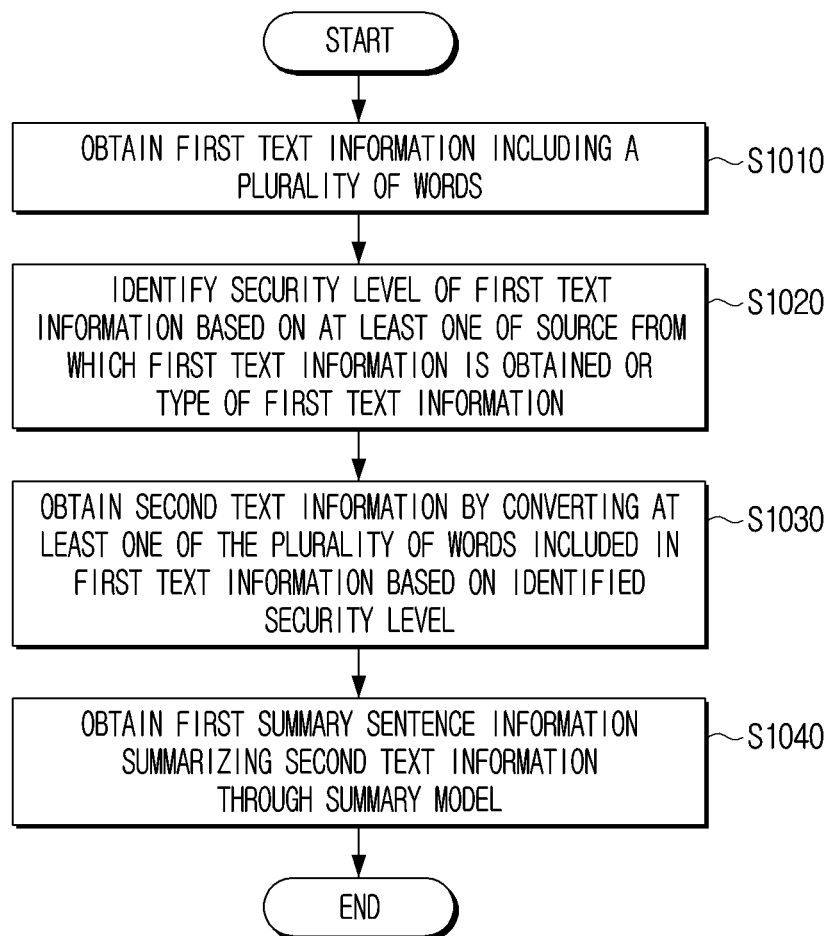 START
OBTAIN FIRST TEXT INFORMATION INCLUDING A
PLURALITY OF WORDS
S1010
IDENTIFY SECURITY LEVEL OF FIRST TEXT
INFORMATION BASED ON AT LEAST ONE OF SOURCE FROM
WHICH FIRST TEXT INFORMATION IS OBTAINED OR
TYPE OF FIRST TEXT INFORMATION
S1020
OBTAIN SECOND TEXT INFORMATION BY CONVERTING AT
LEAST ONE OF THE PLURALITY OF WORDS INCLUDED IN
FIRST TEXT INFORMATION BASED ON IDENTIFIED
SECURITY LEVEL
S1030
OBTAIN FIRST SUMMARY SENTENCE INFORMATION
SUMMARIZING SECOND TEXT INFORMATION
THROUGH SUMMARY MODEL
S1040
END